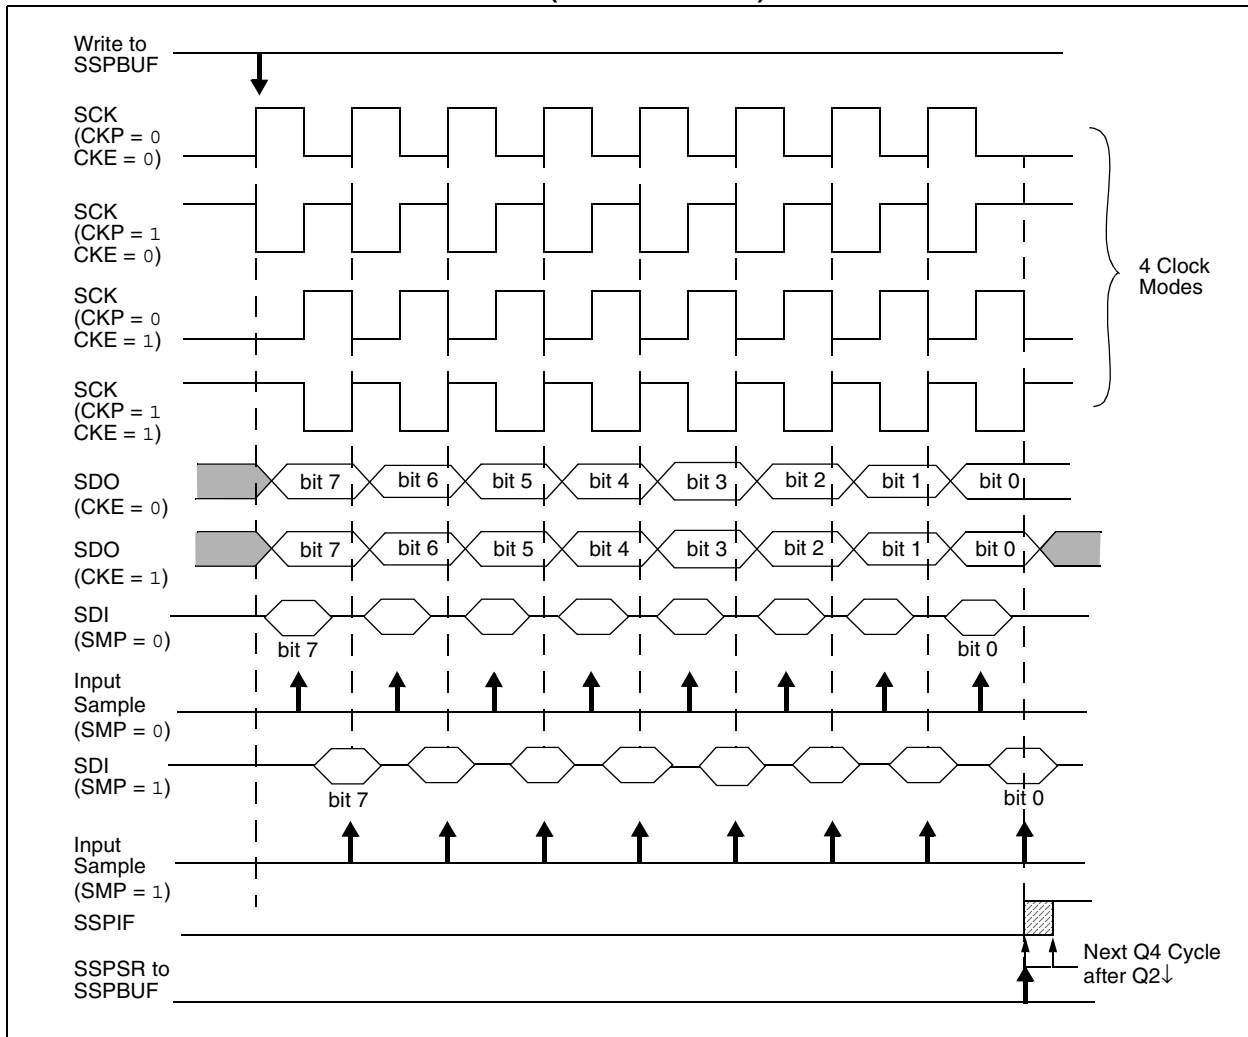 Write to
SSPBUF
SCK
(CKP = 0
CKE = 0)
SCK
(CKP = 1
CKE = 0)
SCK
(CKP = 0
CKE = 1)
SCK
(CKP = 1
CKE = 1)
4 Clock
Modes
SDO
(CKE = 0)
bit 7 bit 6 bit 5 bit 4 bit 3 bit 2 bit 1 bit 0
SDO
(CKE = 1)
bit 7 bit 6 bit 5 bit 4 bit 3 bit 2 bit 1 bit 0
SDI
(SMP = 0)
bit 7 bit 0
Input
Sample
(SMP = 0)
SDI
(SMP = 1)
bit 7 bit 0
Input
Sample
(SMP = 1)
SSPIF
Next Q4 Cycle
after Q2↓
SSPSR to
SSPBUF